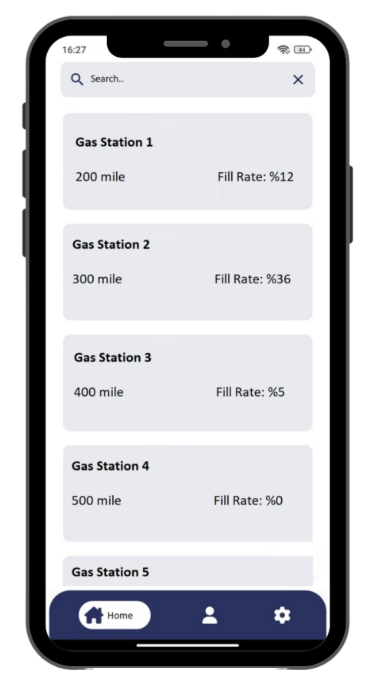 16:27
44
Search..
Gas Station 1
200 mile Fill Rate: %12
Gas Station 2
300 mile Fill Rate: %36
Gas Station 3
400 mile Fill Rate: %5
Gas Station 4
500 mile Fill Rate: %0
Gas Station 5
Home